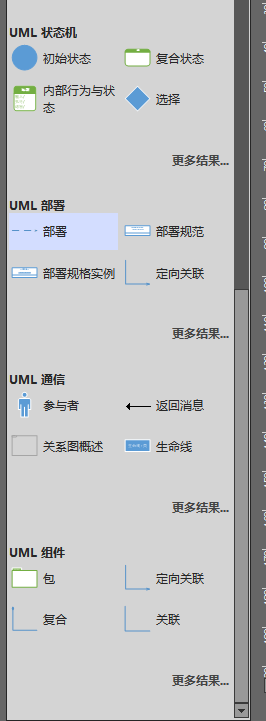 UML 状态机
初始状态 复合状态
内部行为与状
态 选择
更多结果...
UML 部署
部署 部署规范
部署规格实例 定向关联
更多结果...
UML 通信
参与者 返回消息
关系图概述 生命线
更多结果...
UML 组件
包 定向关联
复合 关联
更多结果...